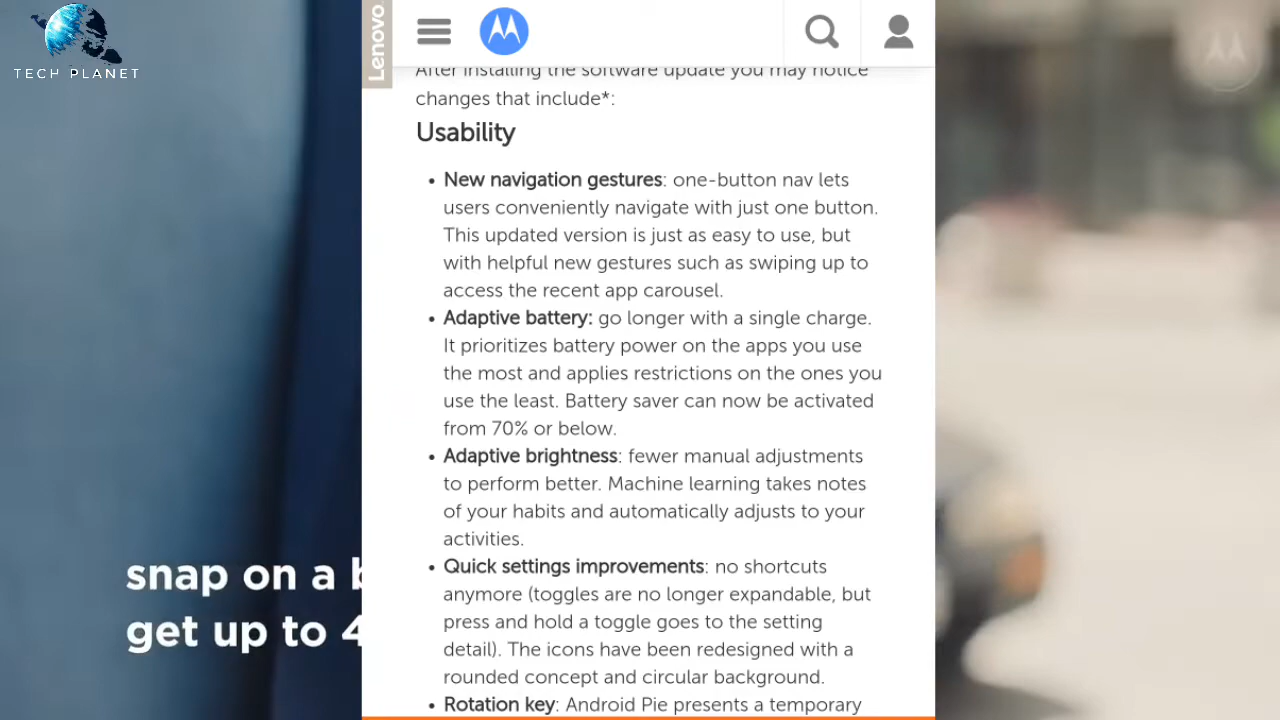 TECH PLANET
Lenovo
After installing the software update you may notice
changes that include*:
Usability
• New navigation gestures: one-button nav lets
users conveniently navigate with just one button.
This updated version is just as easy to use, but
with helpful new gestures such as swiping up to
access the recent app carousel.
• Adaptive battery: go longer with a single charge.
It prioritizes battery power on the apps you use
the most and applies restrictions on the ones you
use the least. Battery saver can now be activated
from 70% or below.
• Adaptive brightness: fewer manual adjustments
to perform better. Machine learning takes notes
of your habits and automatically adjusts to your
activities.
• Quick settings improvements: no shortcuts
anymore (toggles are no longer expandable, but
press and hold a toggle goes to the setting
detail). The icons have been redesigned with a
rounded concept and circular background.
• Rotation key: Android Pie presents a temporary
snap on a
get up to 4